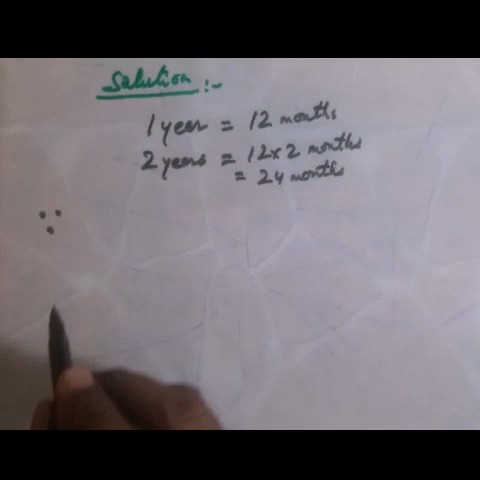 Solution :-
1 year = 12 months
2 years = 12 x 2 months
= 24 months
∵